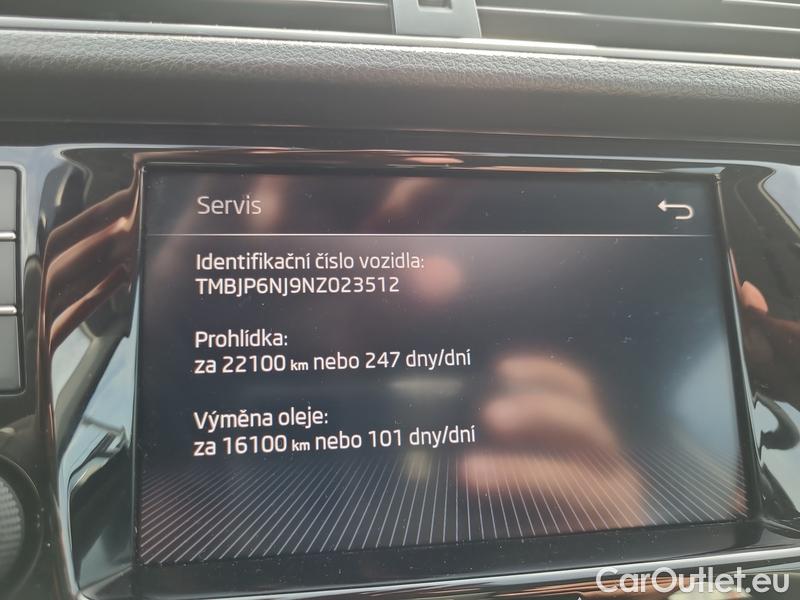 Servis
Identifikační číslo vozidla:
TMBJP6NJ9NZ023512
Prohlídka:
za 22100 km nebo 247 dny/dní
Výměna oleje:
za 16100 km nebo 101 dny/dní
CarOutlet.eu